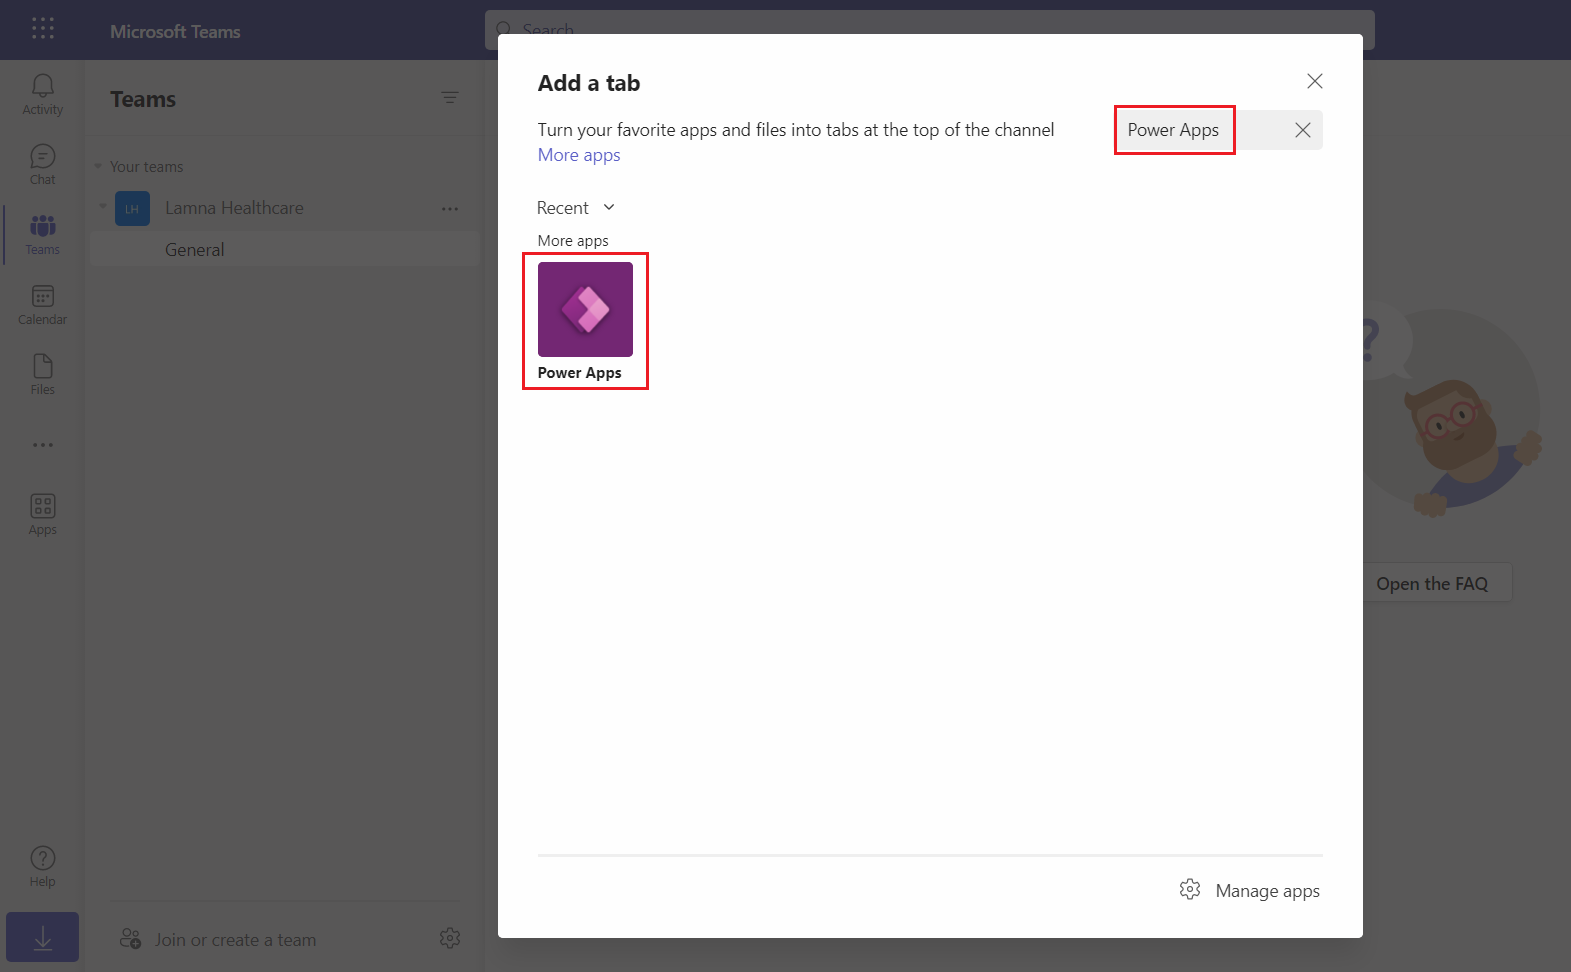 Microsoft Teams
Search
Activity
Chat
Teams
Calendar
Files
Apps
Help
Teams
Your teams
LH
Lamna Healthcare
General
Join or create a team
Add a tab
Turn your favorite apps and files into tabs at the top of the channel
More apps
Power Apps
Recent
More apps
Power Apps
Manage apps
?
Open the FAQ